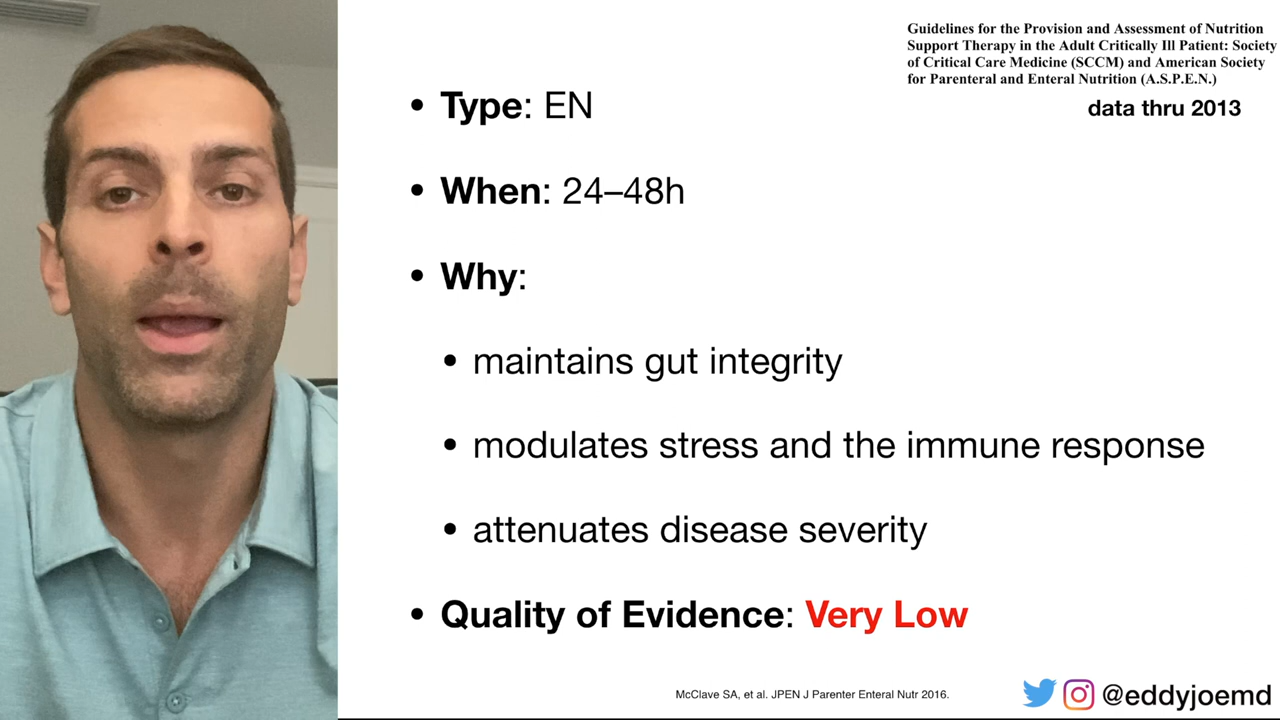 Guidelines for the Provision and Assessment of Nutrition
Support Therapy in the Adult Critically Ill Patient: Society
of Critical Care Medicine (SCCM) and American Society
for Parenteral and Enteral Nutrition (A.S.P.E.N.)
data thru 2013
• Type: EN
• When: 24–48h
• Why:
• maintains gut integrity
• modulates stress and the immune response
• attenuates disease severity
• Quality of Evidence: Very Low
McClave SA, et al. JPEN J Parenter Enteral Nutr 2016.
@eddyjoemd